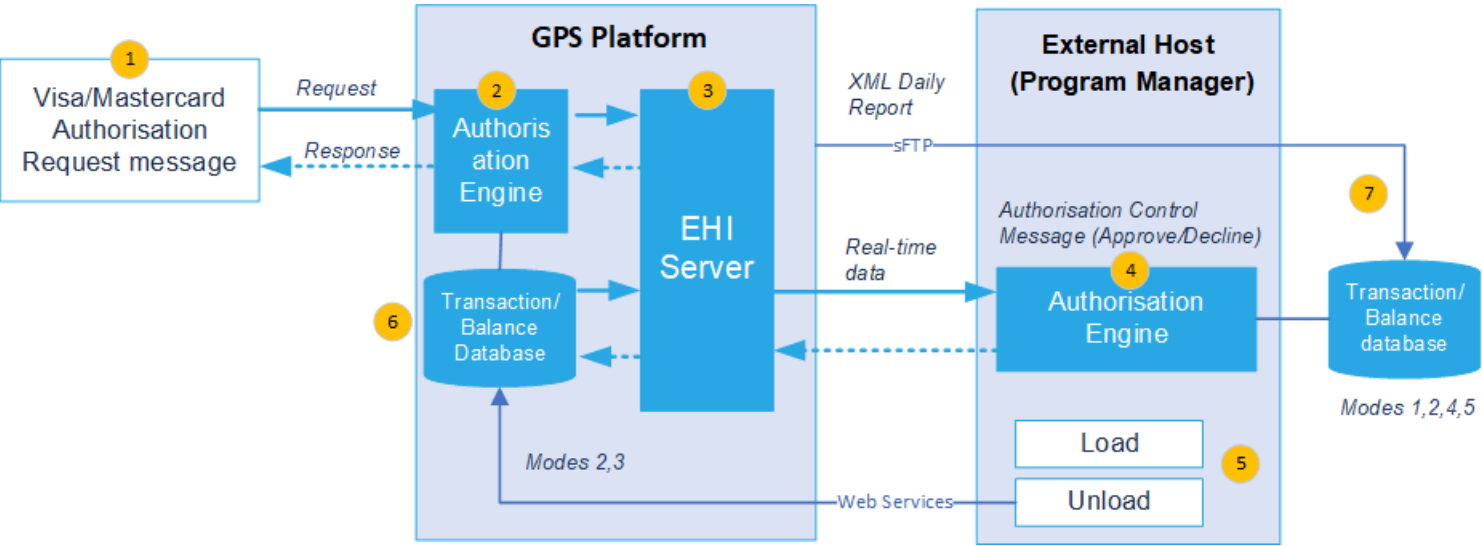 1
Visa/Mastercard
Authorisation
Request message
Request
Response
GPS Platform
2
Authoris
ation
Engine
3
EHI
Server
6
Transaction/
Balance
Database
Modes 2,3
XML Daily
Report
sFTP
Real-time
data
Web Services
External Host
(Program Manager)
Authorisation Control
Message (Approve/Decline)
4
Authorisation
Engine
Load
5
Unload
7
Transaction/
Balance
database
Modes 1,2,4,5